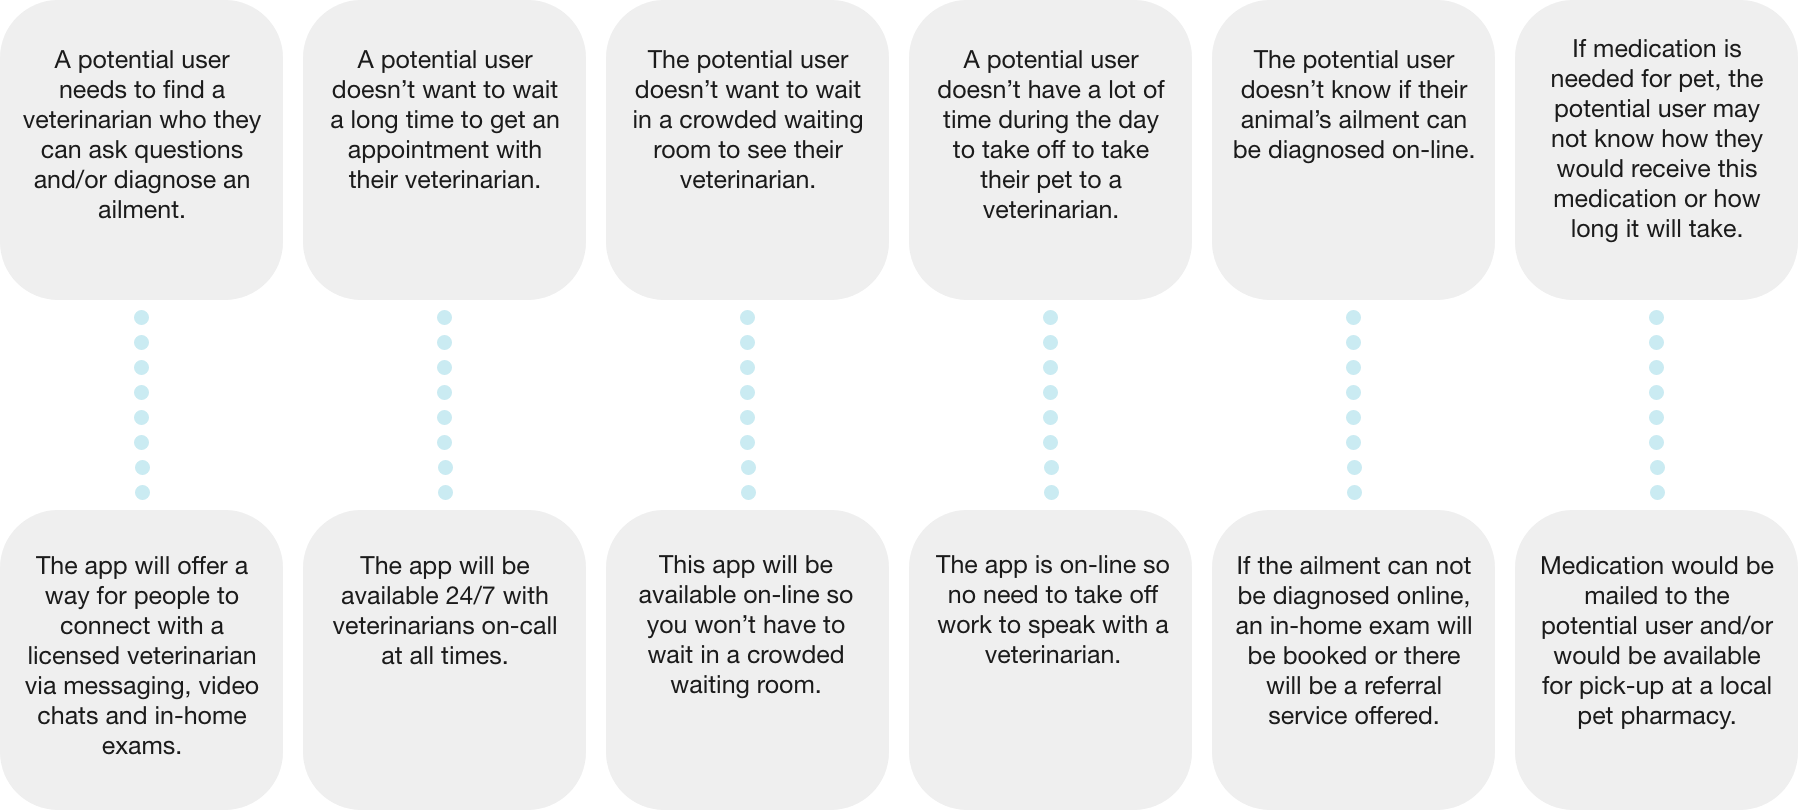 A potential user
needs to find a
veterinarian who they
can ask questions
and/or diagnose an
ailment.
A potential user
doesn’t want to wait
a long time to get an
appointment with
their veterinarian.
The potential user
doesn’t want to wait
in a crowded waiting
room to see their
veterinarian.
A potential user
doesn’t have a lot of
time during the day
to take off to take
their pet to a
veterinarian.
The potential user
doesn’t know if their
animal’s ailment can
be diagnosed on-line.
If medication is
needed for pet, the
potential user may
not know how they
would receive this
medication or how
long it will take.
The app will offer a
way for people to
connect with a
licensed veterinarian
via messaging, video
chats and in-home
exams.
The app will be
available 24/7 with
veterinarians on-call
at all times.
This app will be
available on-line so
you won’t have to
wait in a crowded
waiting room.
The app is on-line so
no need to take off
work to speak with a
veterinarian.
If the ailment can not
be diagnosed online,
an in-home exam will
be booked or there
will be a referral
service offered.
Medication would be
mailed to the
potential user and/or
would be available
for pick-up at a local
pet pharmacy.